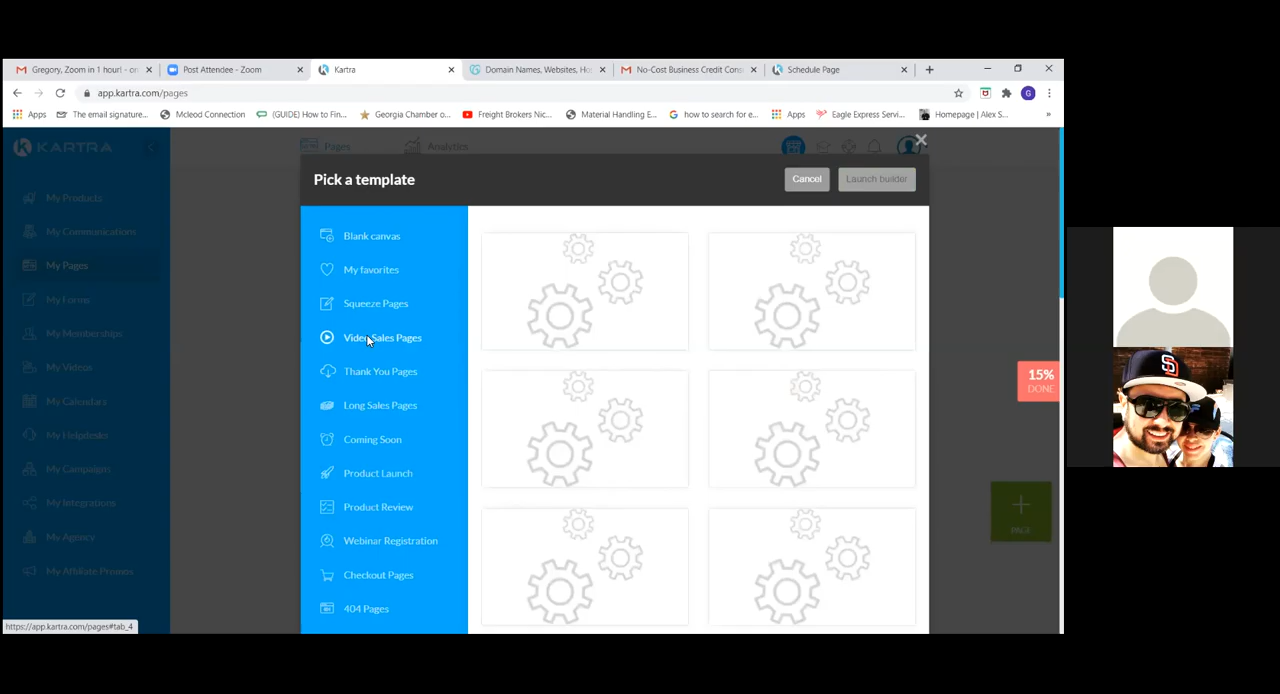 Gregory, Zoom in 1 hour! - on
Post Attendee - Zoom
Kartra
Domain Names, Websites, Ho
No-Cost Business Credit Cons
Schedule Page
app.kartra.com/pages
G
Apps
The email signature...
Mcleod Connection
(GUIDE) How to Fin...
Georgia Chamber o...
Freight Brokers Nic...
Material Handling E...
how to search for e...
Apps
Eagle Express Servi...
Homepage | Alex S...
»
KARTRA
Pages
Analytics
My Products
My Communications
My Pages
My Forms
My Memberships
My Videos
My Calendars
My Helpdesks
My Campaigns
My Integrations
My Agency
My Affiliate Promos
Pick a template
Cancel
Launch builder
Blank canvas
My favorites
Squeeze Pages
Video Sales Pages
Thank You Pages
Long Sales Pages
Coming Soon
Product Launch
Product Review
Webinar Registration
Checkout Pages
404 Pages
15%
DONE
PAGE
https://app.kartra.com/pages#tab_4
SD